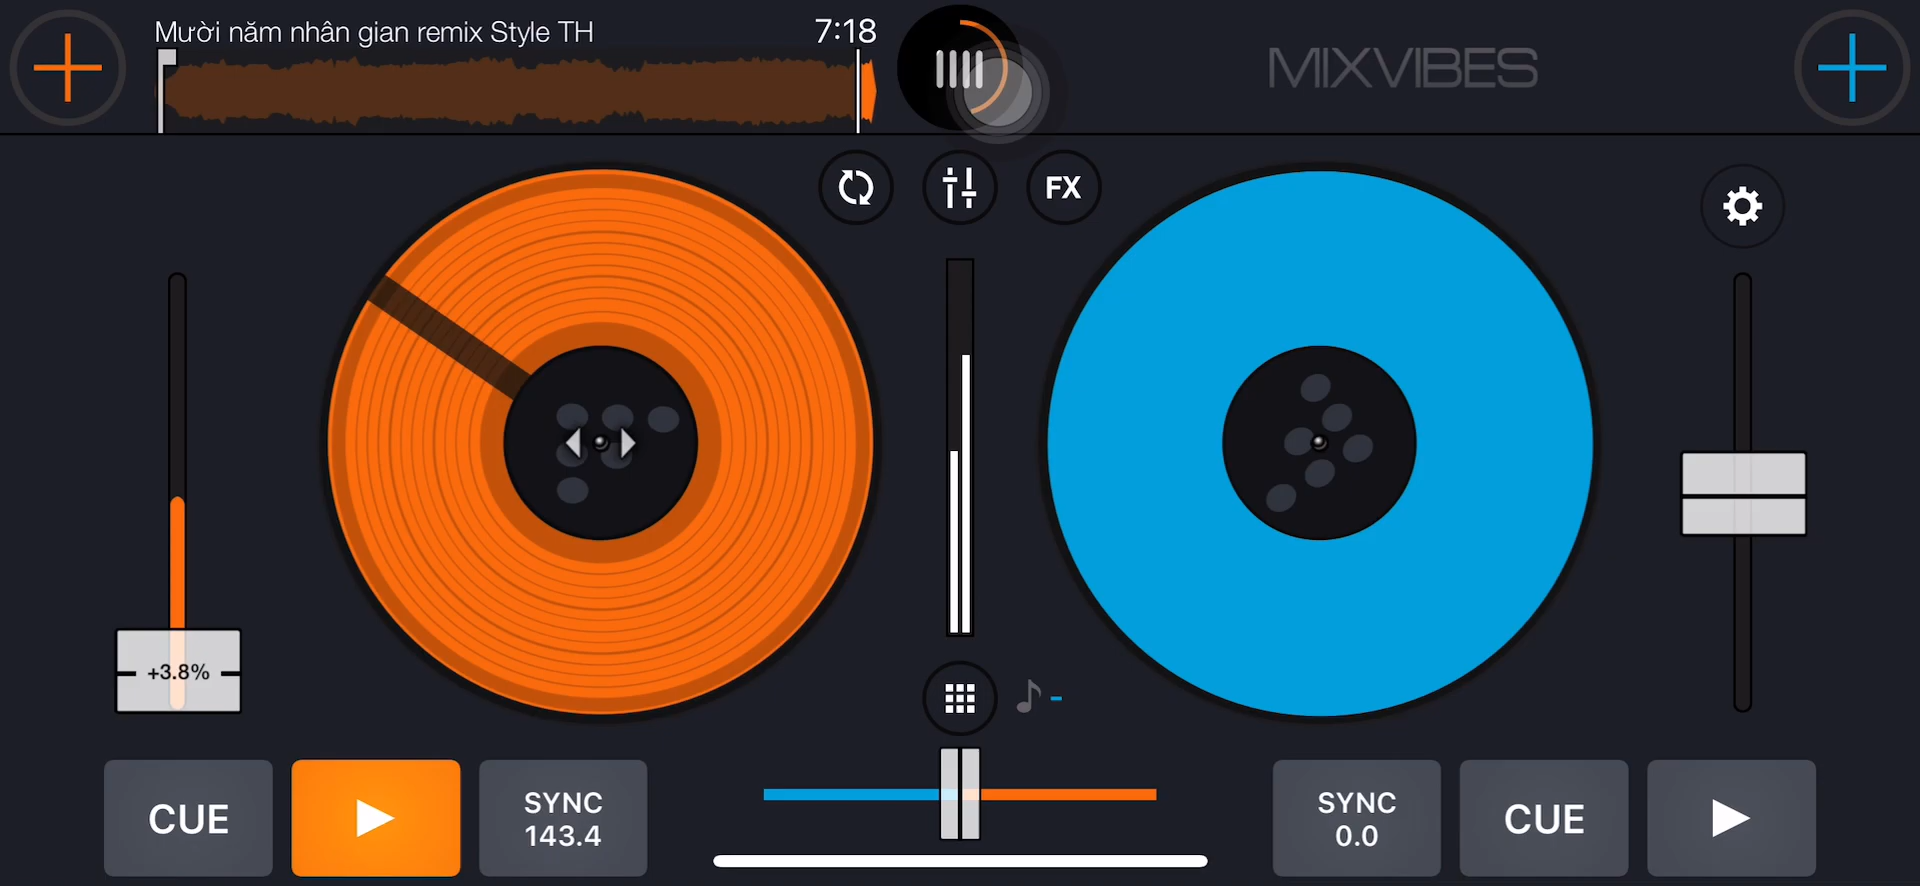 Mười năm nhân gian remix Style TH
7:18
MIXVIBES
FX
+3.8%
CUE
SYNC
143.4
SYNC
0.0
CUE